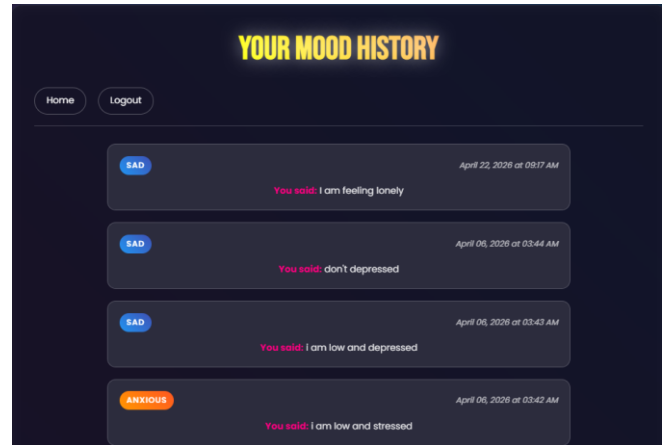 YOUR MOOD HISTORY
Home Logout
SAD April 22, 2026 at 09:17 AM
You said: I am feeling lonely
SAD April 06, 2026 at 03:44 AM
You said: don't depressed
SAD April 06, 2026 at 03:43 AM
You said: i am low and depressed
ANXIOUS April 06, 2026 at 03:42 AM
You said: i am low and stressed